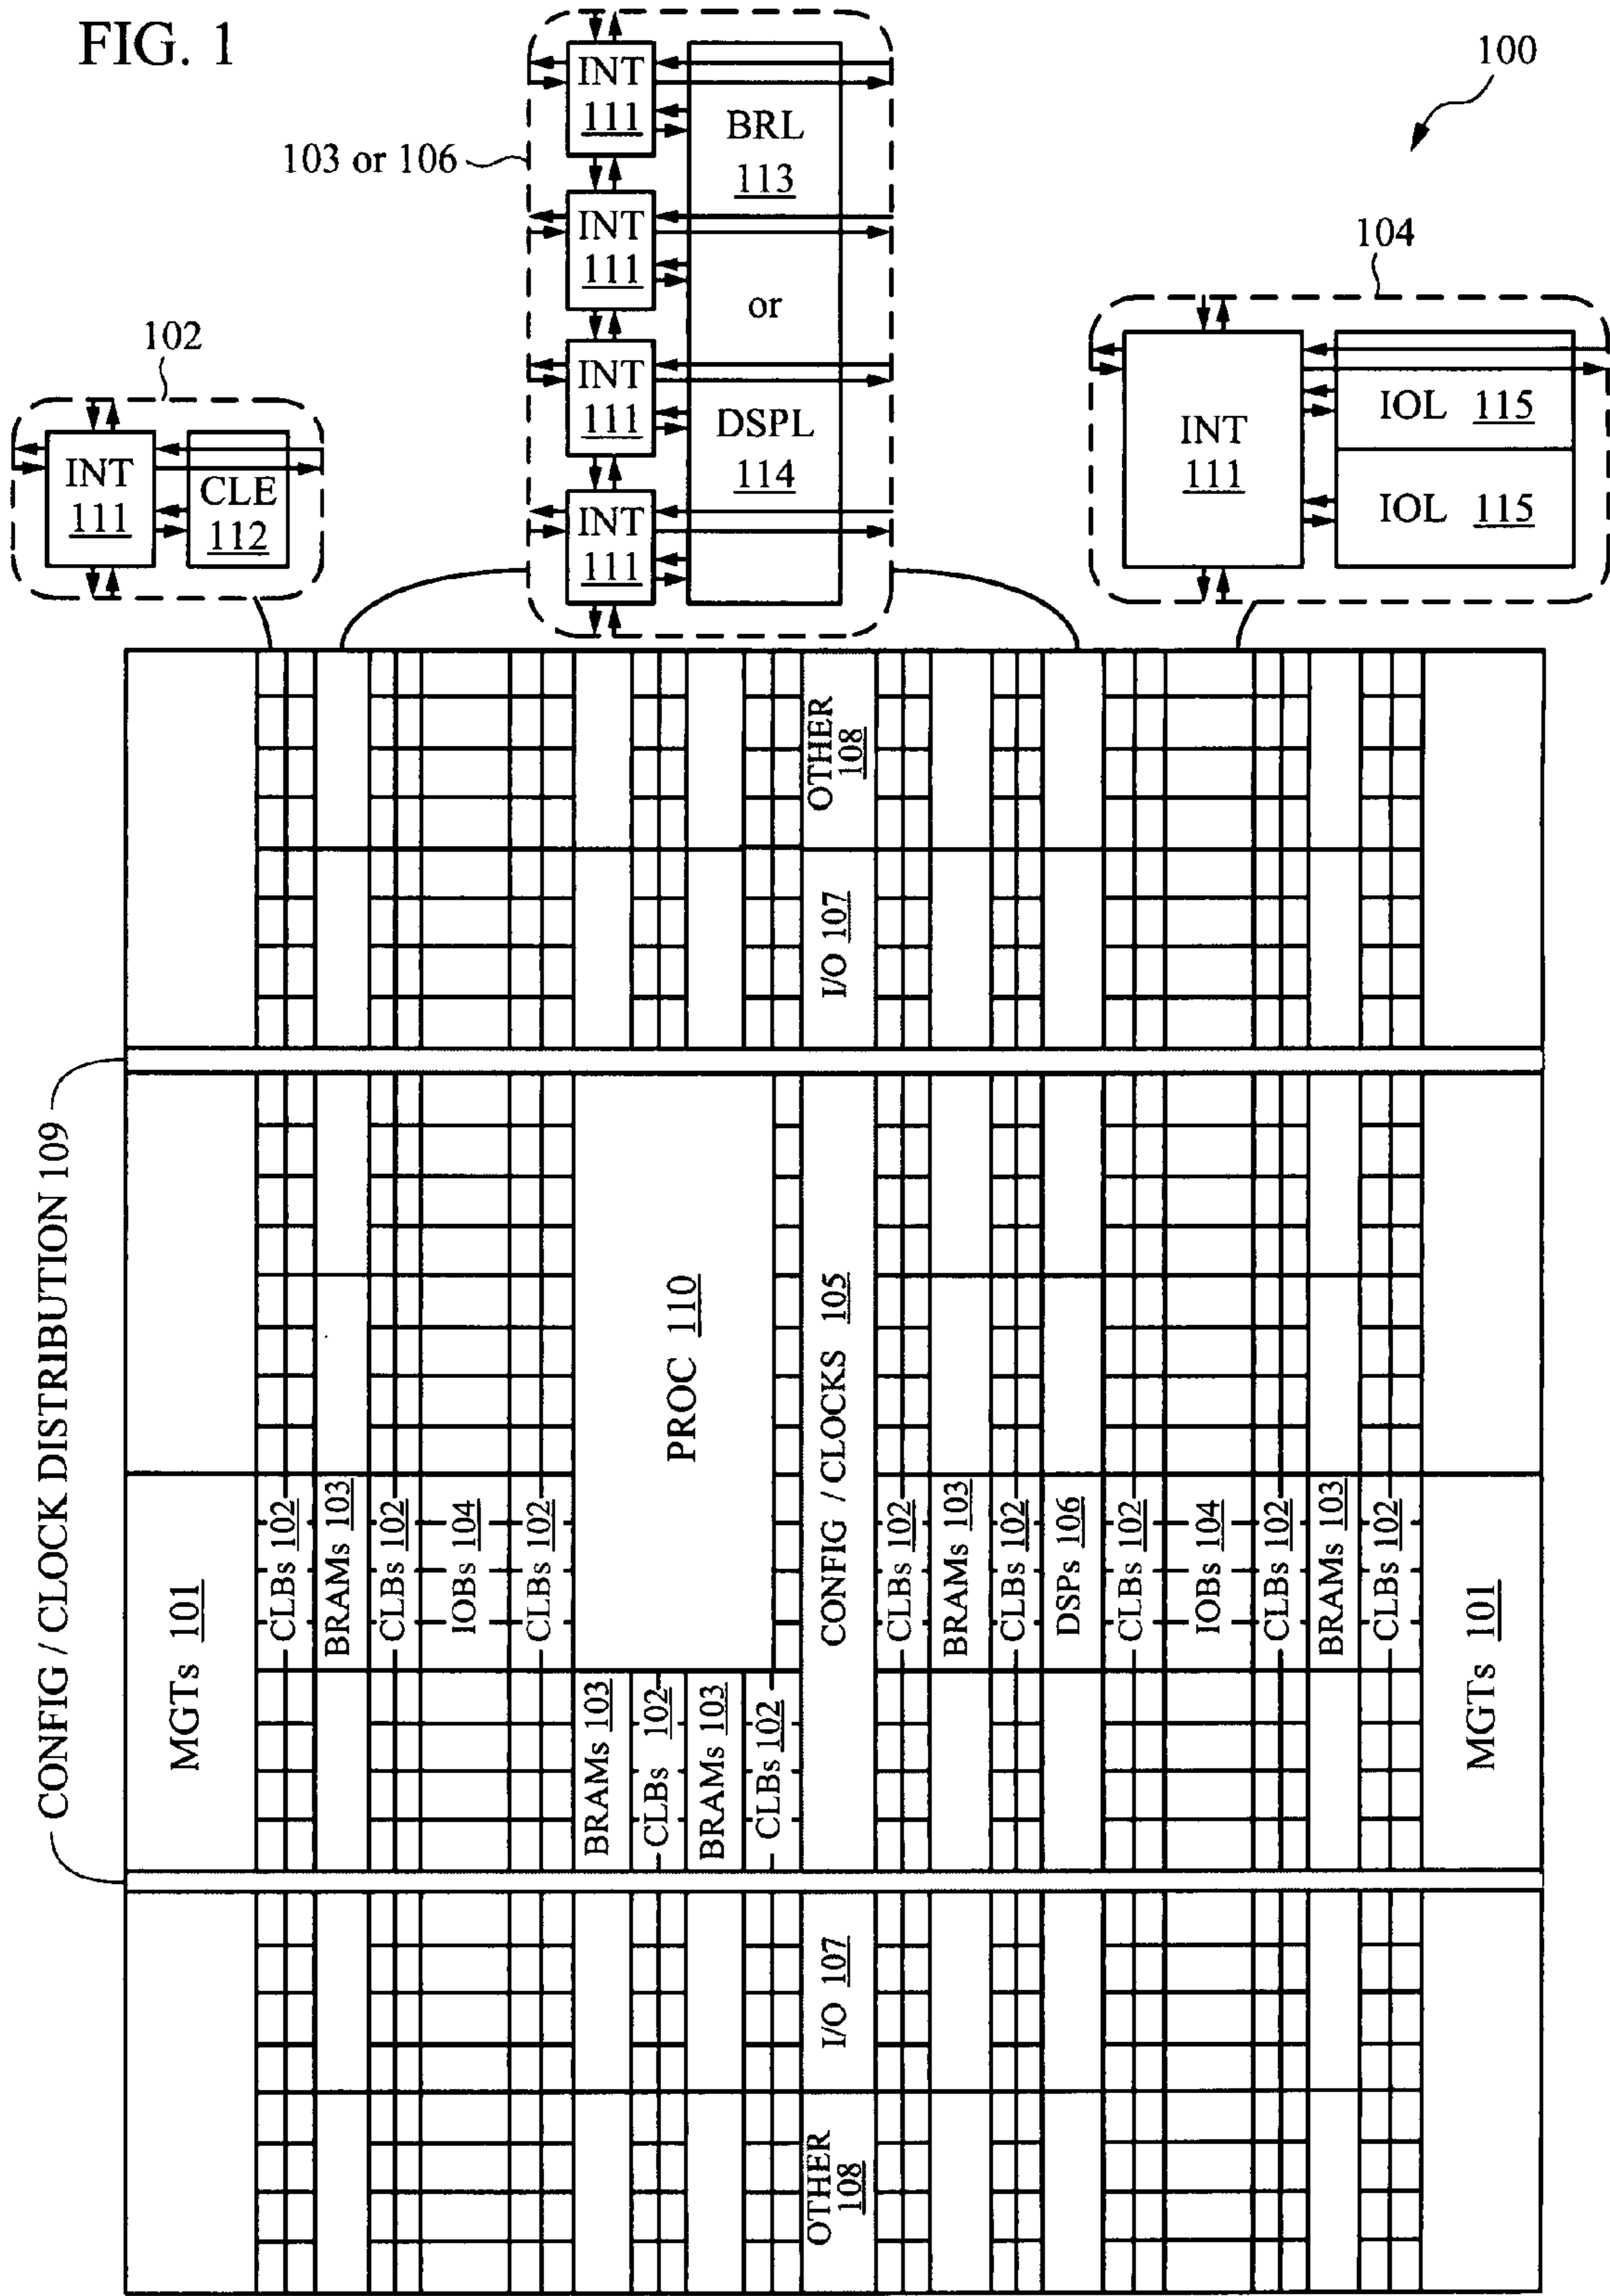 FIG. 1
100
103 or 106
INT
111
INT
111
INT
111
INT
111
BRL
113
or
DSPL
114
104
INT
111
IOL 115
IOL 115
102
INT
111
CLE
112
CONFIG / CLOCK DISTRIBUTION 109
OTHER
108
I/O 107
PROC 110
CONFIG / CLOCKS 105
MGTs 101
CLBs 102
BRAMs 103
CLBs 102
IOBs 104
CLBs 102
BRAMs 103
CLBs 102
BRAMs 103
CLBs 102
CLBs 102
BRAMs 103
CLBs 102
DSPs 106
CLBs 102
IOBs 104
CLBs 102
BRAMs 103
CLBs 102
MGTs 101
I/O 107
OTHER
108